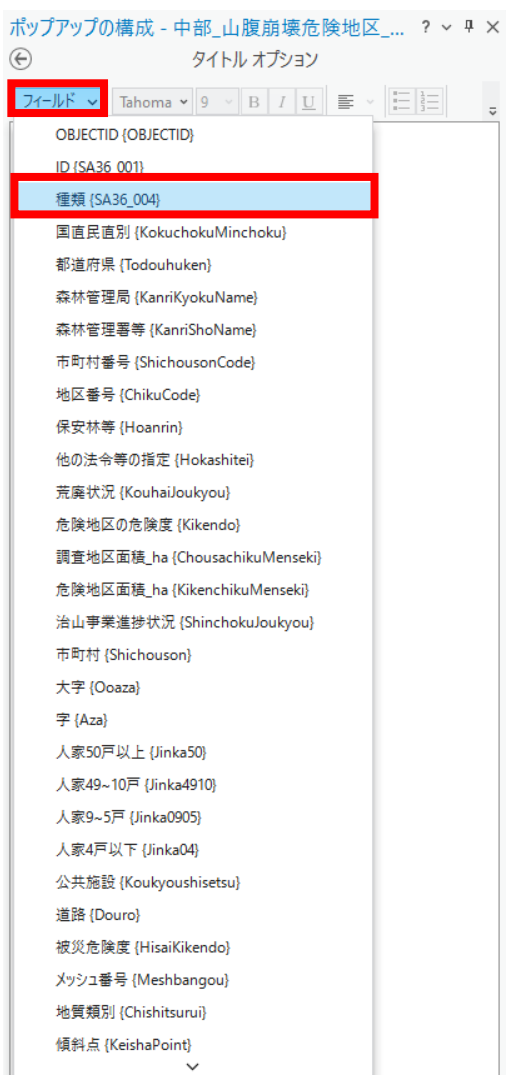 ポップアップの構成 - 中部_山腹崩壊危険地区_... ?
タイトル オプション
フィールド Tahoma 9 B I U
OBJECTID {OBJECTID}
ID {SA36_001}
種類 {SA36_004}
国直民直別 {KokuchokuMinchoku}
都道府県 {Todouhuken}
森林管理局 {KanriKyokuName}
森林管理署等 {KanriShoName}
市町村番号 {ShichousonCode}
地区番号 {ChikuCode}
保安林等 {Hoanrin}
他の法令等の指定 {Hokashitei}
荒廃状況 {KouhaiJoukyou}
危険地区の危険度 {Kikendo}
調査地区面積_ha {ChousachikuMenseki}
危険地区面積_ha {KikenchikuMenseki}
治山事業進捗状況 {ShinchokuJoukyou}
市町村 {Shichouson}
大字 {Ooaza}
字 {Aza}
人家50戸以上 {Jinka50}
人家49~10戸 {Jinka4910}
人家9~5戸 {Jinka0905}
人家4戸以下 {Jinka04}
公共施設 {Koukyoushisetsu}
道路 {Douro}
被災危険度 {HisaiKikendo}
メッシュ番号 {Meshbangou}
地質類別 {Chishitsurui}
傾斜点 {KeishaPoint}